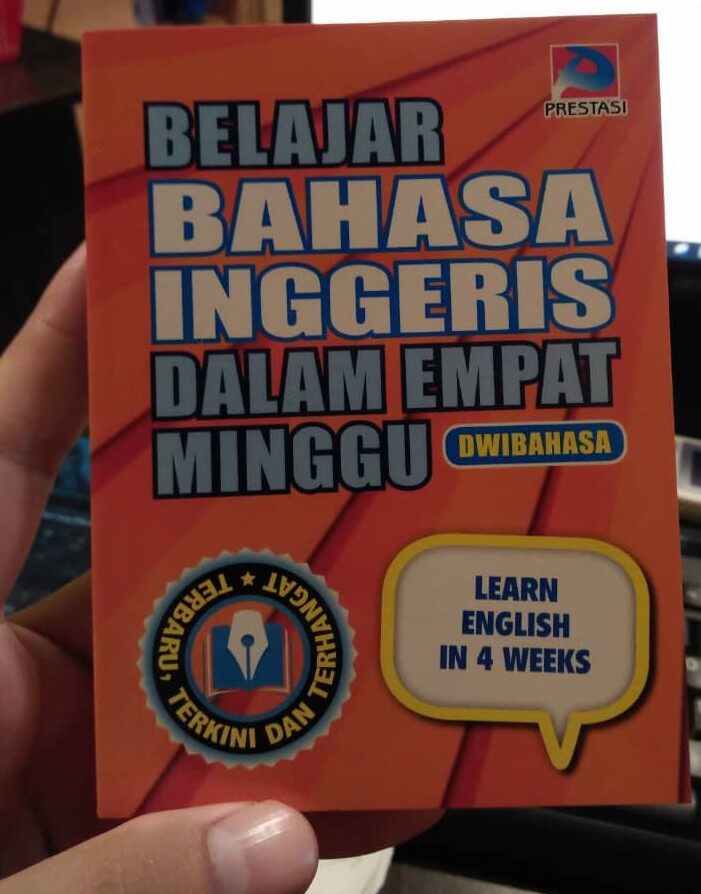 PRESTASI
BELAJAR
BAHASA
INGGERIS
DALAM EMPAT
MINGGU
DWIBAHASA
TERBARU, TERKINI DAN TERHANGAT ★
LEARN
ENGLISH
IN 4 WEEKS